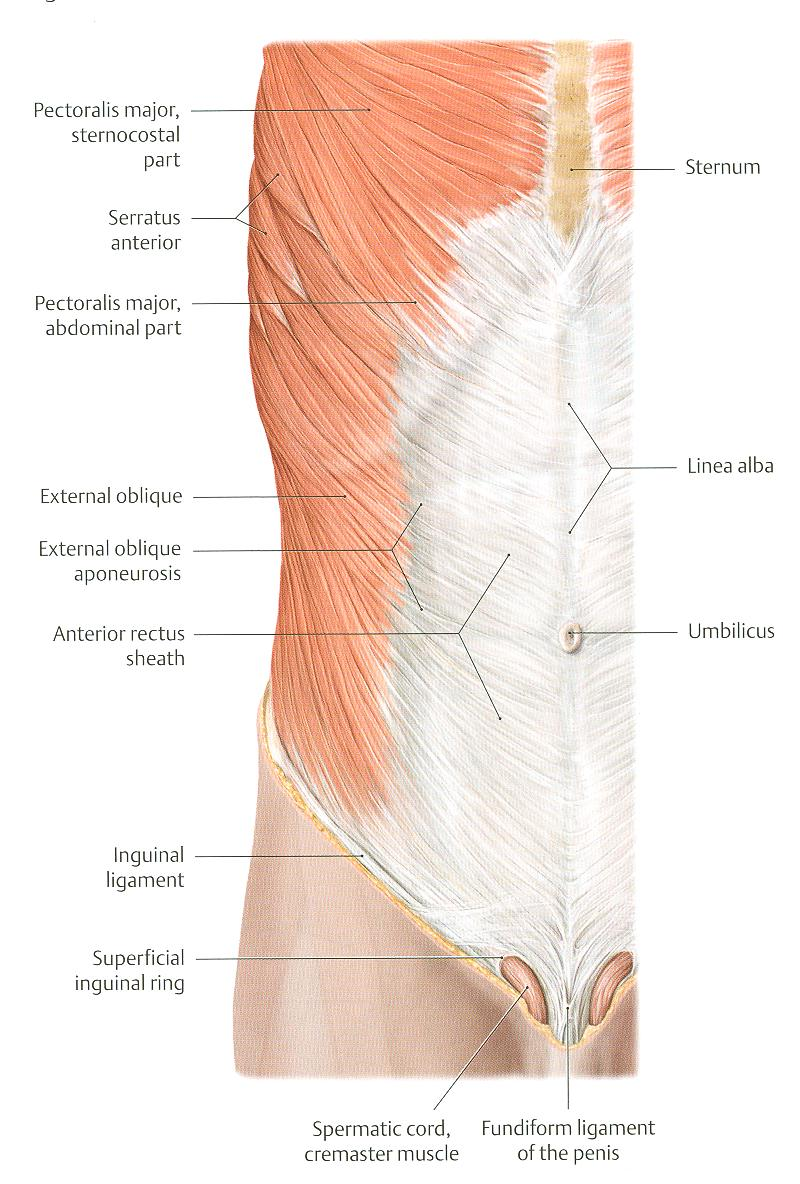 Pectoralis major,
sternocostal
part
Serratus
anterior
Pectoralis major,
abdominal part
External oblique
External oblique
aponeurosis
Anterior rectus
sheath
Inguinal
ligament
Superficial
inguinal ring
Sternum
Linea alba
Umbilicus
Spermatic cord,
cremaster muscle
Fundiform ligament
of the penis